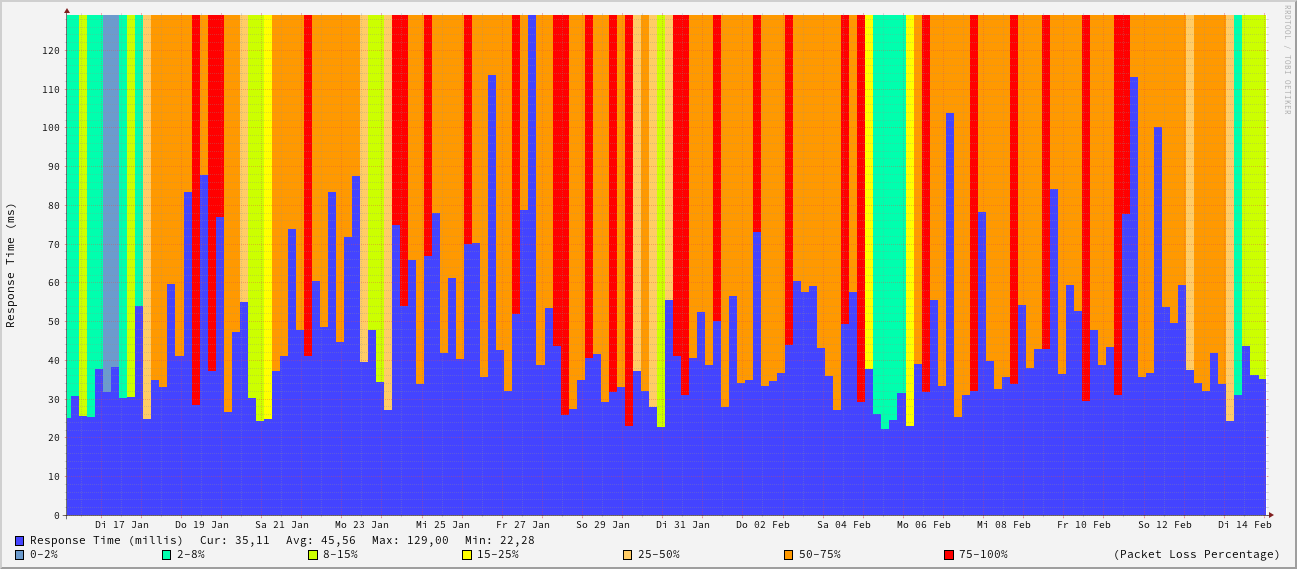 RRDTOOL / TOBI OETIKER
Response Time (ms)
120
110
100
90
80
70
60
50
40
30
20
10
0
Di 17 Jan Do 19 Jan Sa 21 Jan Mo 23 Jan Mi 25 Jan Fr 27 Jan So 29 Jan Di 31 Jan Do 02 Feb Sa 04 Feb Mo 06 Feb Mi 08 Feb Fr 10 Feb So 12 Feb Di 14 Feb
Response Time (millis) Cur: 35,11 Avg: 45,56 Max: 129,00 Min: 22,28
0-2% 2-8% 8-15% 15-25% 25-50% 50-75% 75-100% (Packet Loss Percentage)